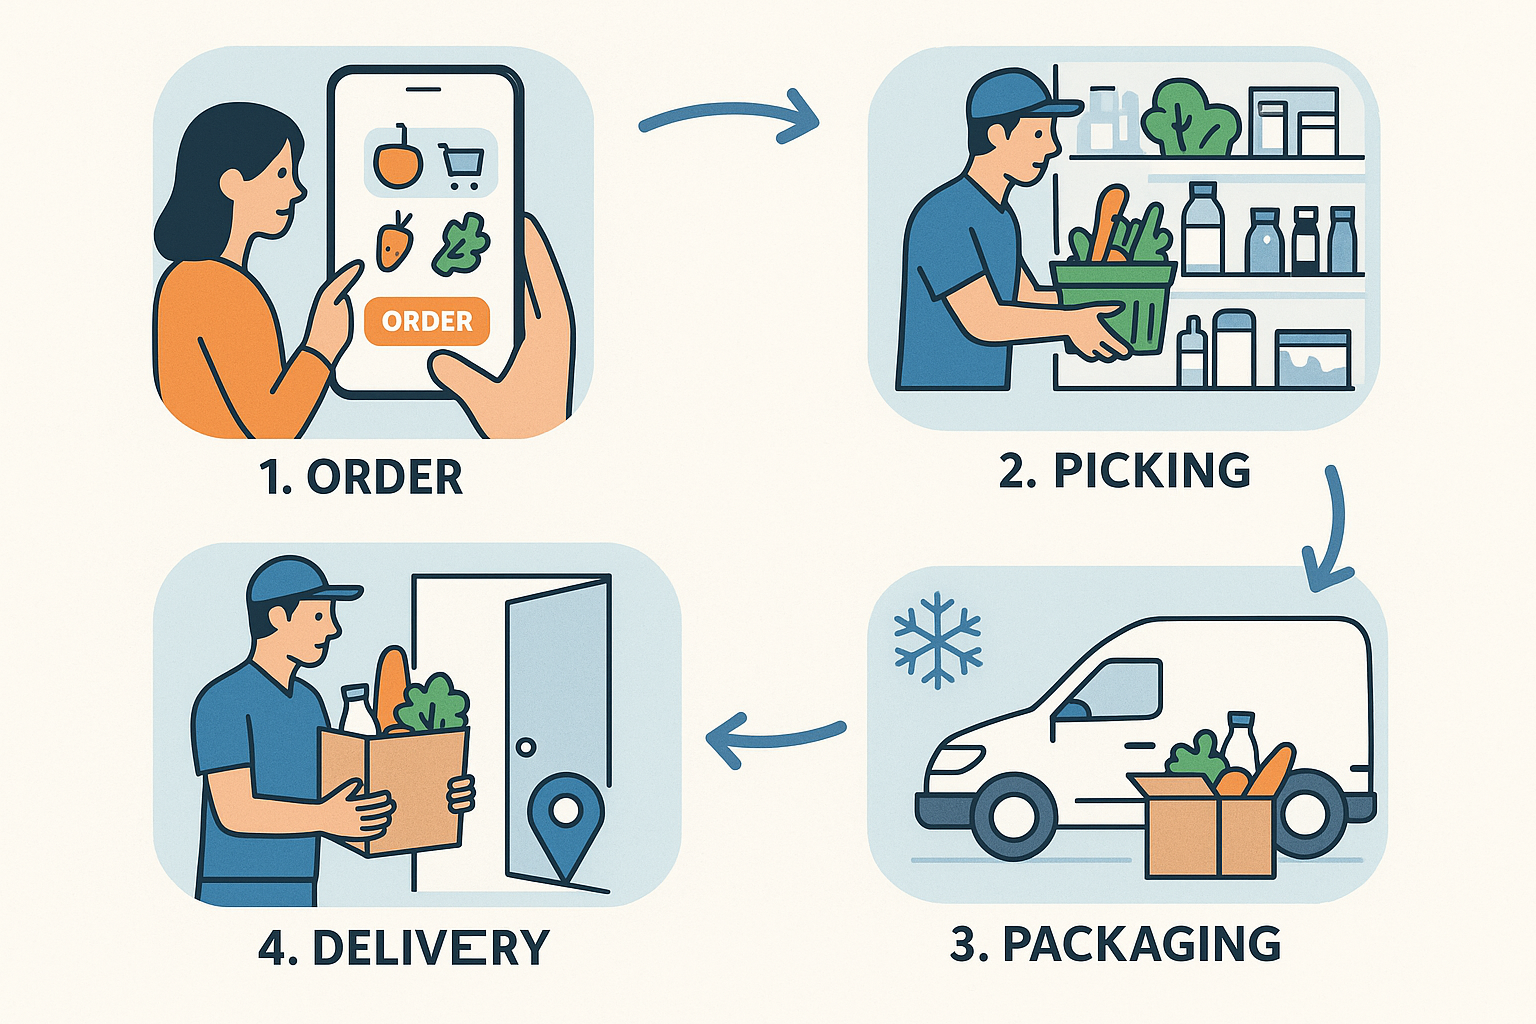 ORDER
1. ORDER
2. PICKING
3. PACKAGING
4. DELIVERY